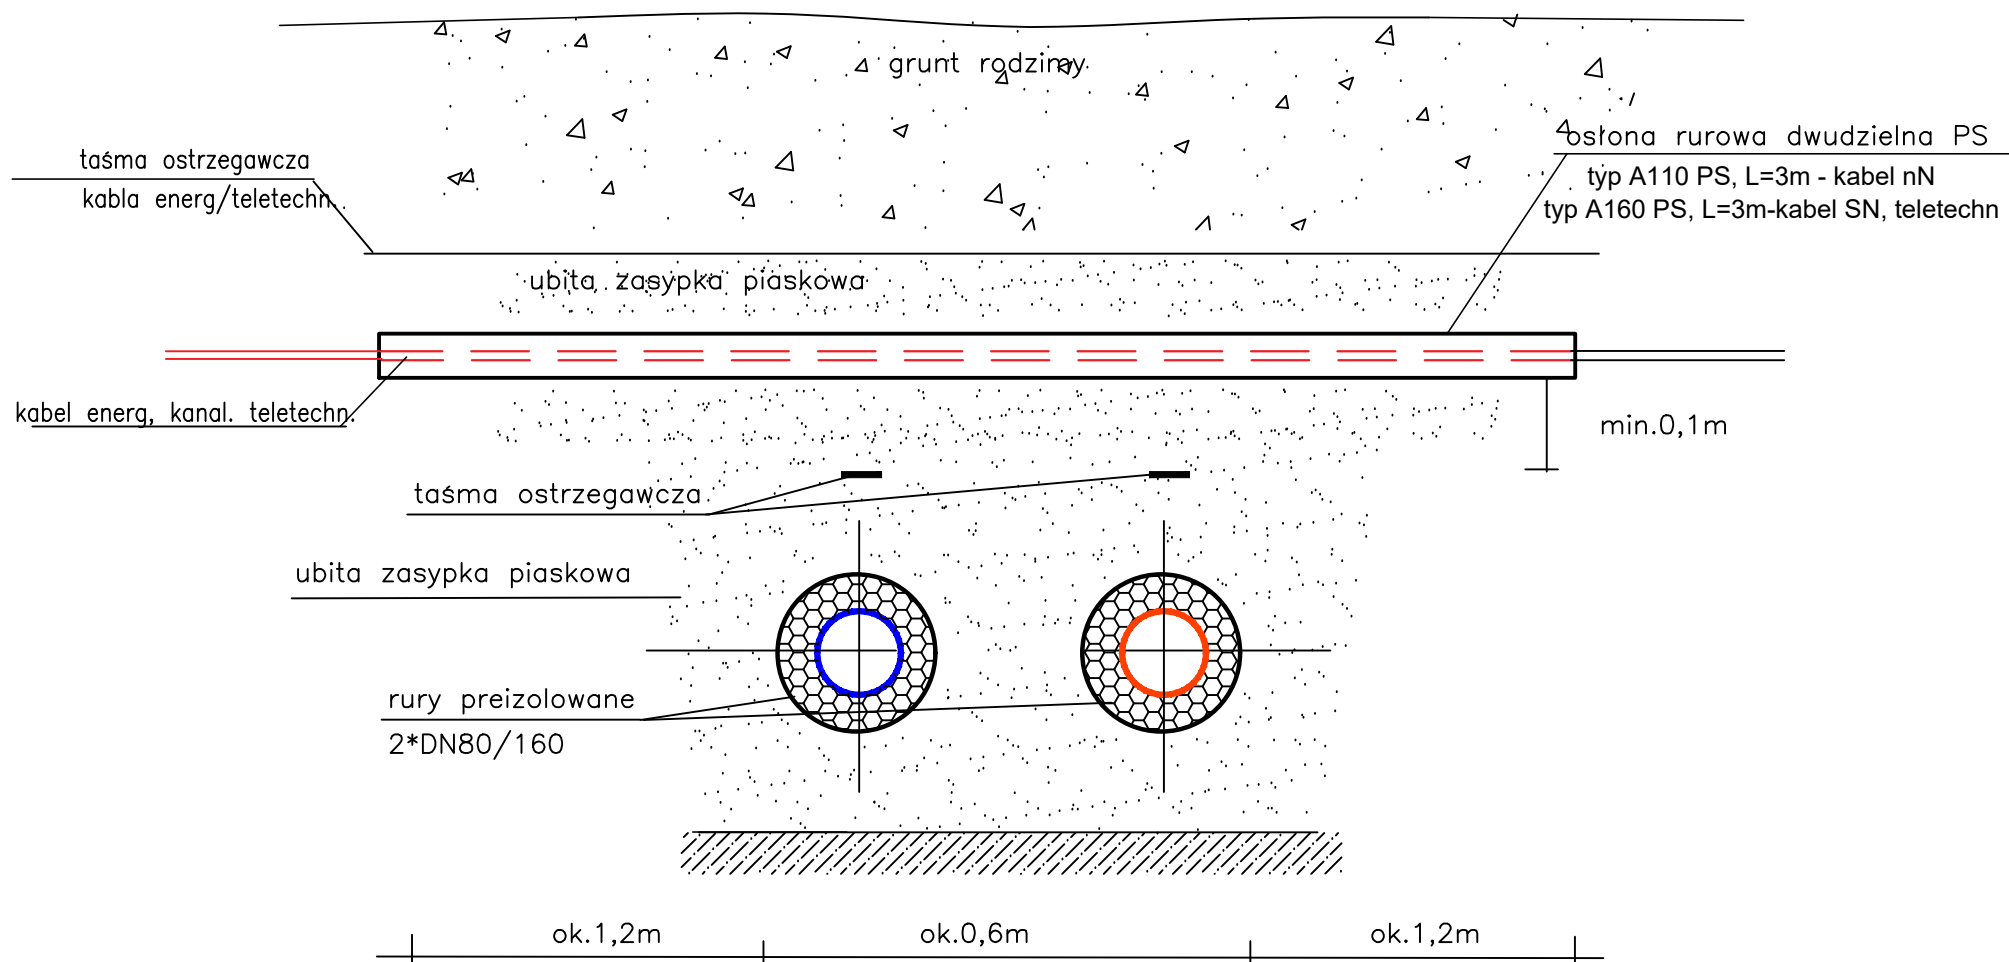 grunt rodzimy
osłona rurowa dwudzielna PS
typ A110 PS, L=3m - kabel nN
typ A160 PS, L=3m-kabel SN, teletechn
taśma ostrzegawcza
kabla energ/teletechn.
ubita zasypka piaskowa
kabel energ, kanal. teletechn.
min.0,1m
taśma ostrzegawcza
ubita zasypka piaskowa
rury preizolowane
2*DN80/160
ok.1,2m
ok.0,6m
ok.1,2m